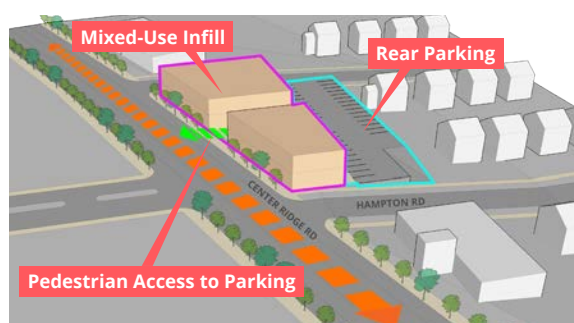 Mixed-Use Infill
Rear Parking
CENTER RIDGE RD
HAMPTON RD
Pedestrian Access to Parking